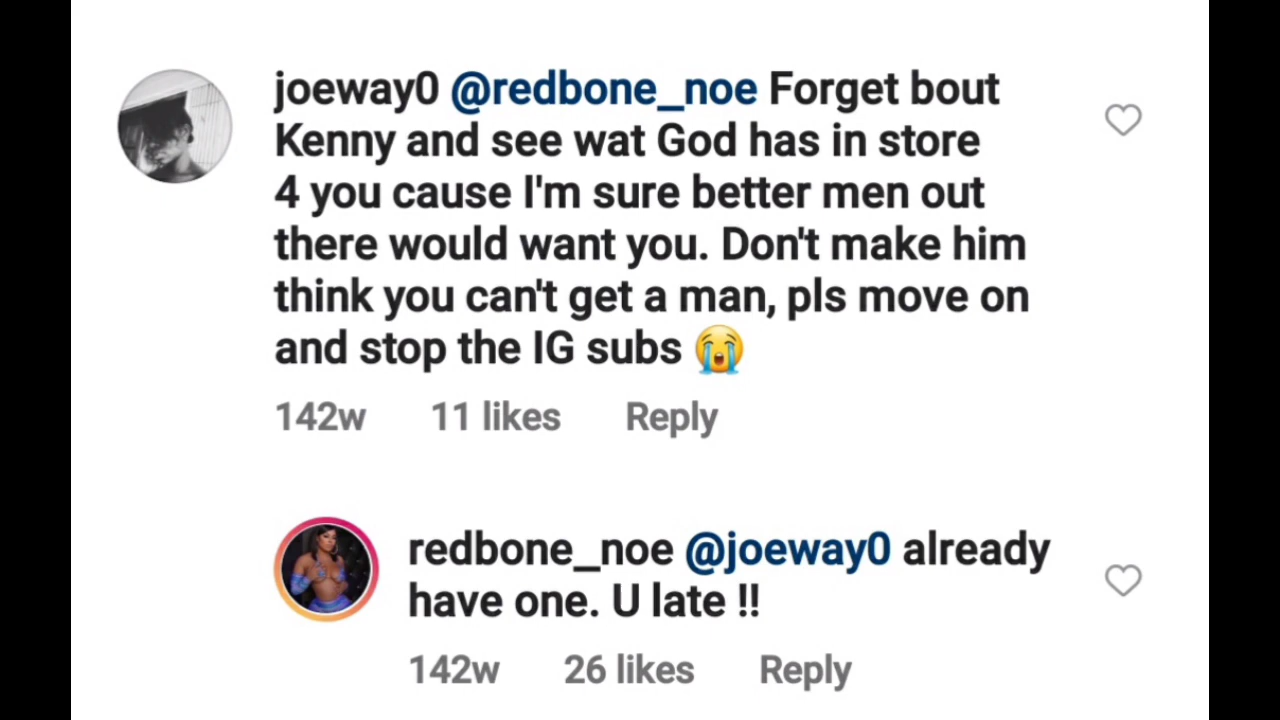 joeway0 @redbone_noe Forget bout
Kenny and see wat God has in store
4 you cause I'm sure better men out
there would want you. Don't make him
think you can't get a man, pls move on
and stop the IG subs 😭
142w 11 likes Reply
redbone_noe @joeway0 already
have one. U late !!
142w 26 likes Reply